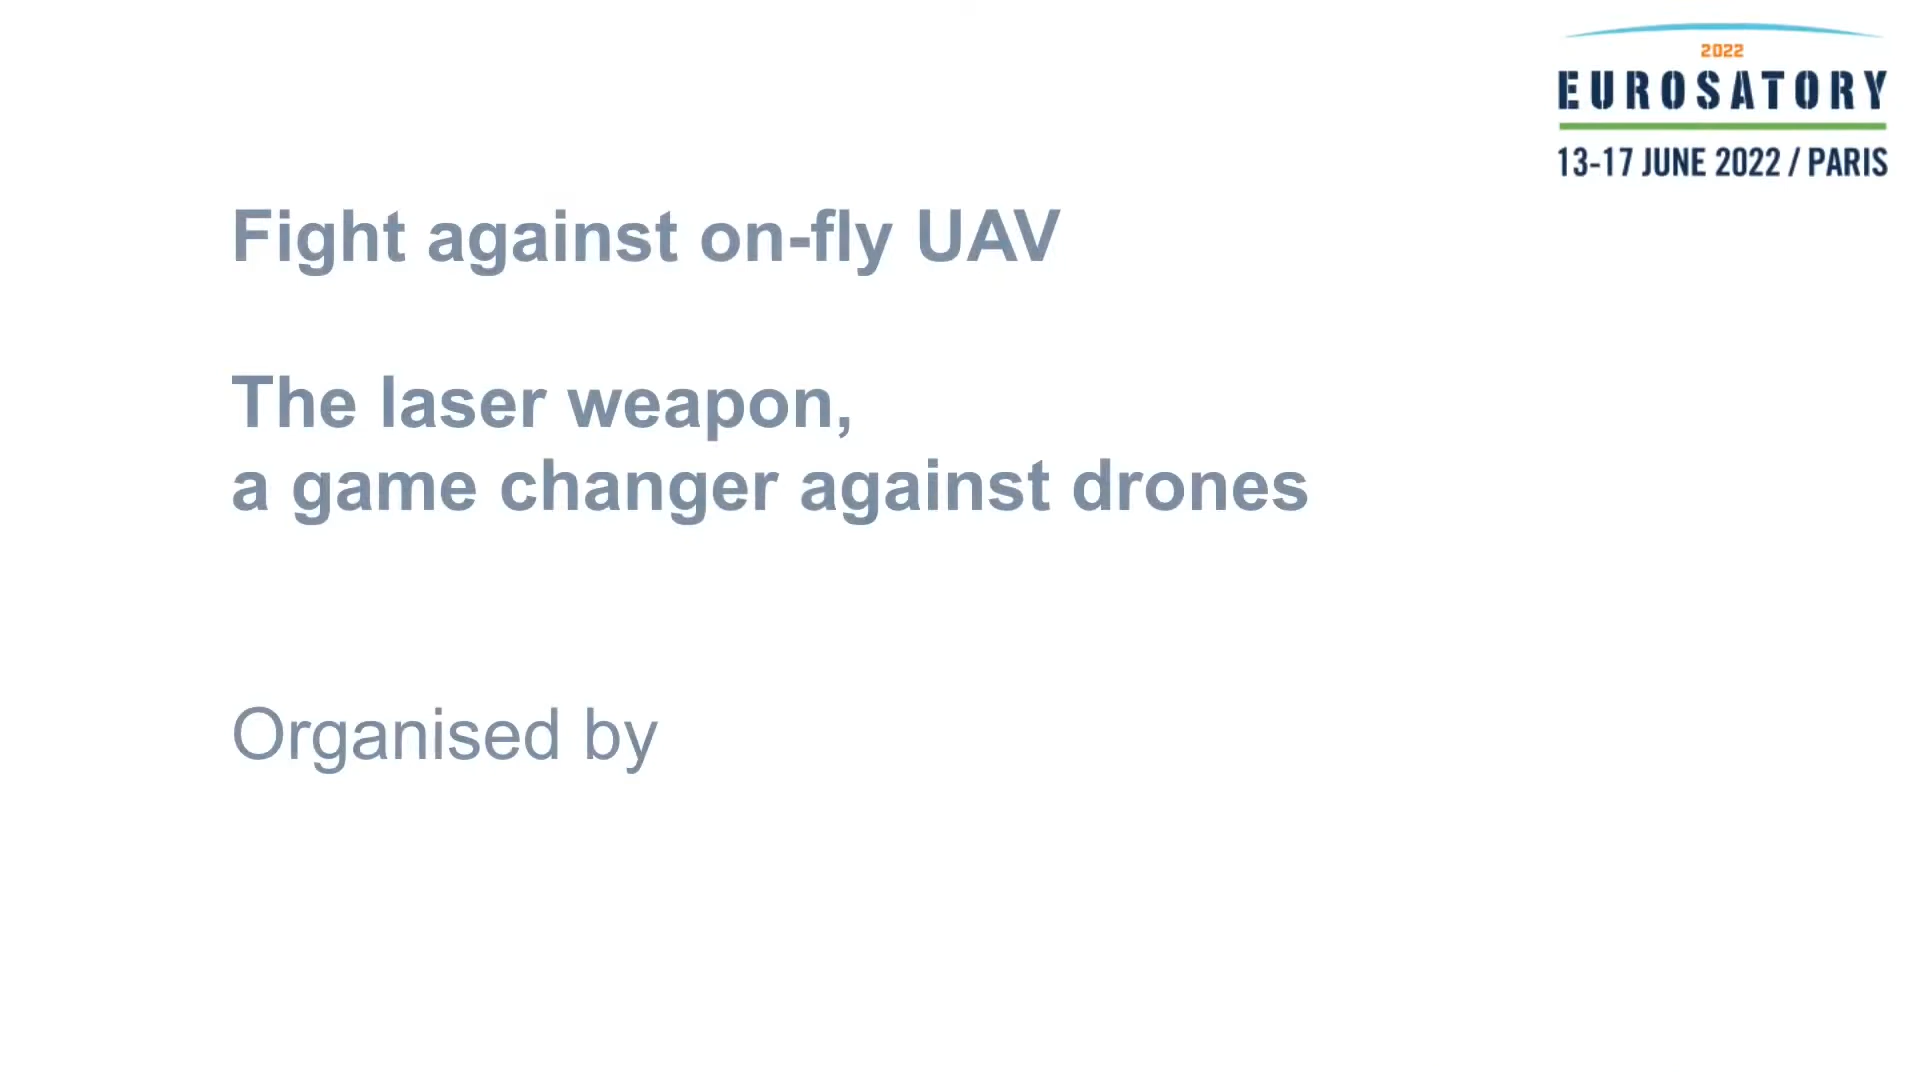 2022
EUROSATORY
13-17 JUNE 2022 / PARIS
Fight against on-fly UAV
The laser weapon,
a game changer against drones
Organised by